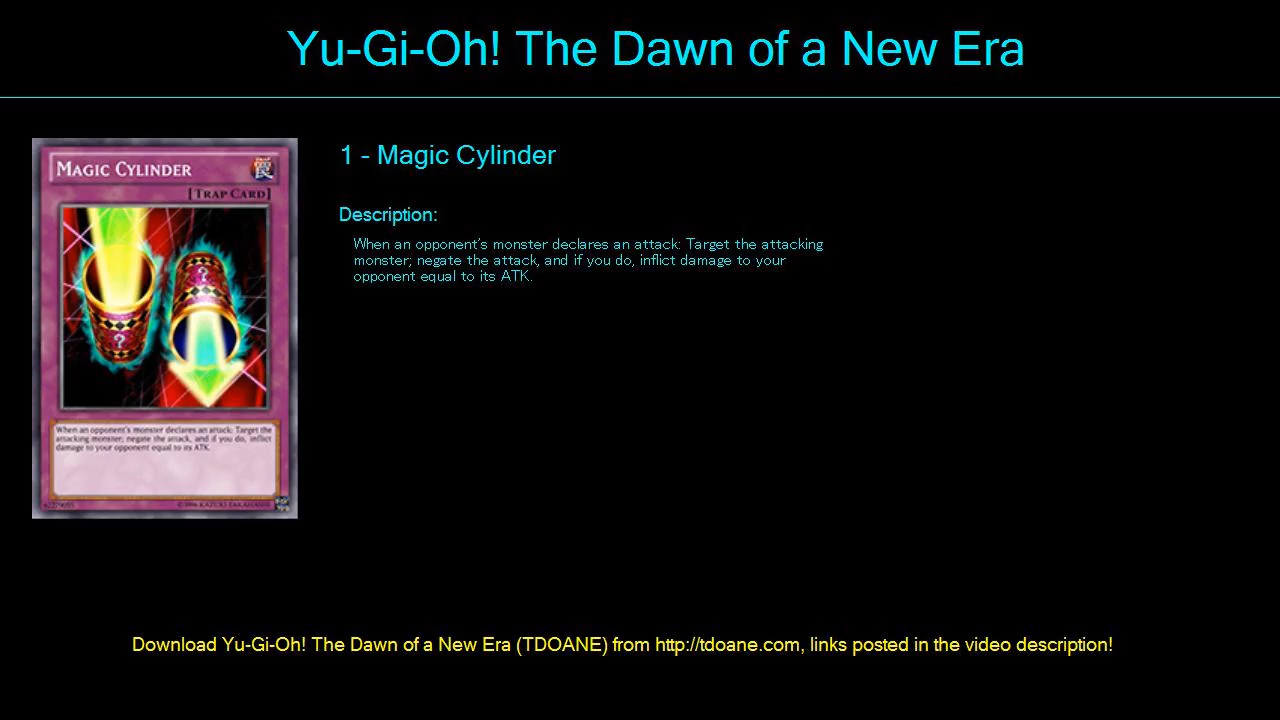 Yu-Gi-Oh! The Dawn of a New Era
MAGIC CYLINDER
罠
[TRAP CARD]
?
?
When an opponent's monster declares an attack: Target the
attacking monster; negate the attack, and if you do, inflict
damage to your opponent equal to its ATK.
©1996 KAZUKI TAKAHASHI
1 - Magic Cylinder
Description:
When an opponent's monster declares an attack: Target the attacking
monster; negate the attack, and if you do, inflict damage to your
opponent equal to its ATK.
Download Yu-Gi-Oh! The Dawn of a New Era (TDOANE) from http://tdoane.com, links posted in the video description!